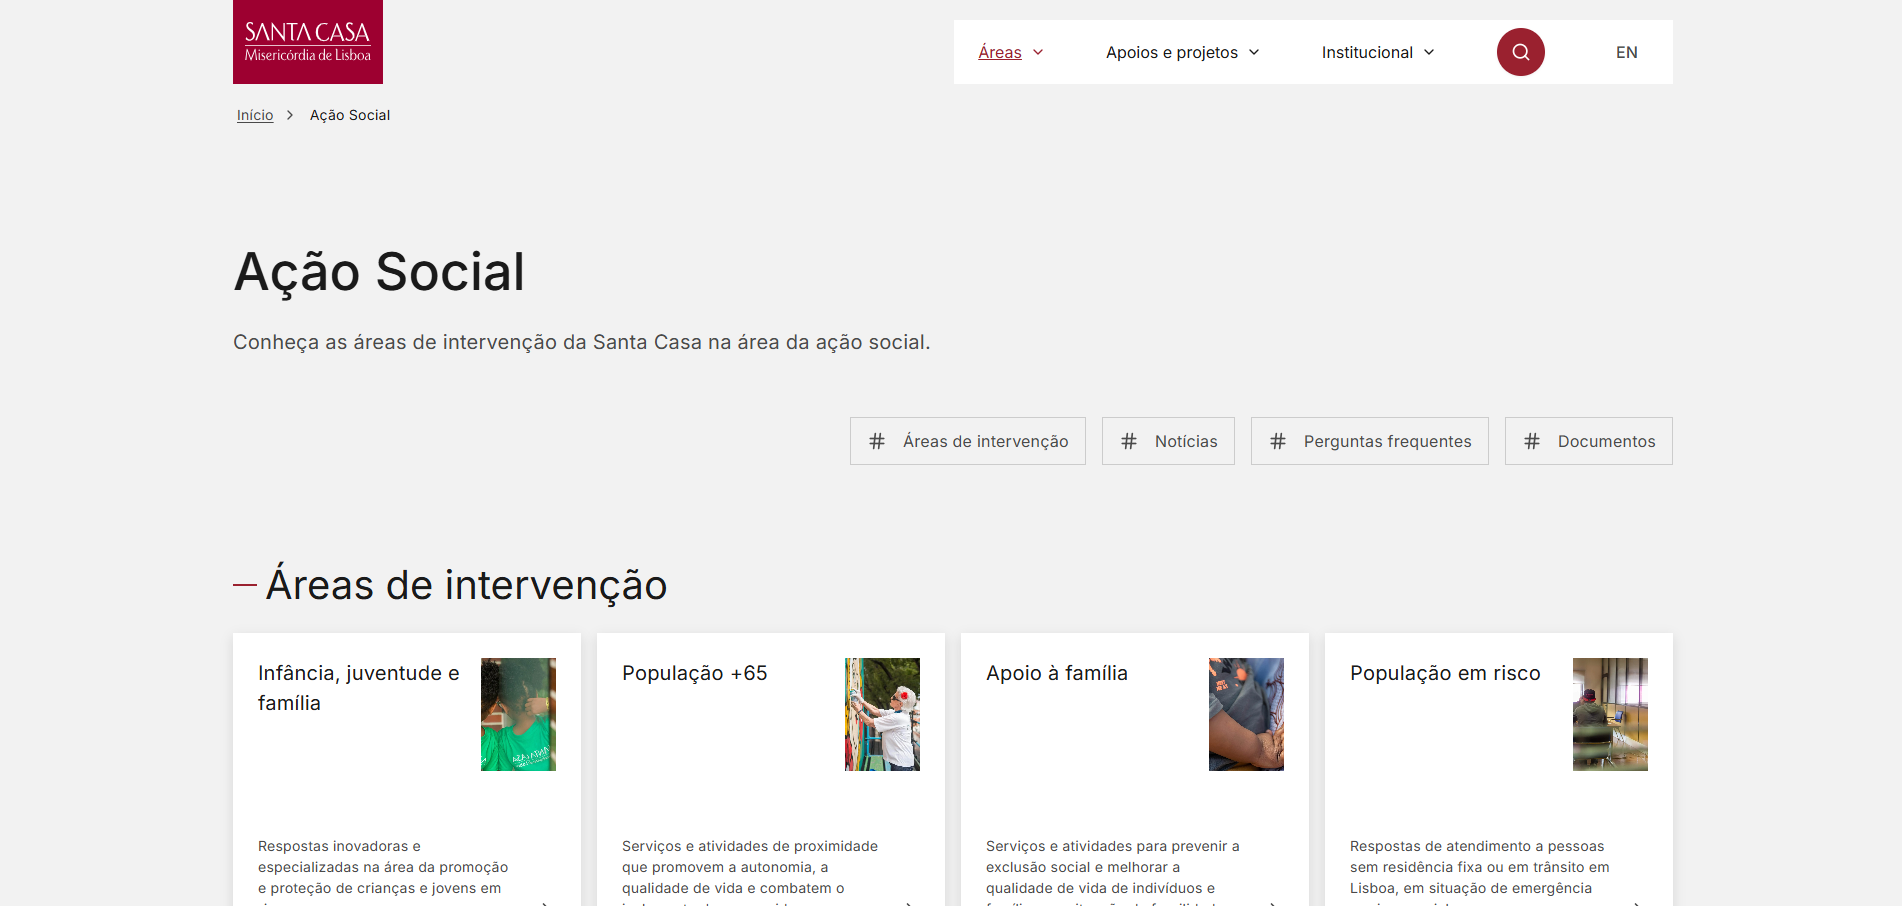 SANTA CASA
Misericórdia de Lisboa
Áreas
Apoios e projetos
Institucional
EN
Início
Ação Social
Ação Social
Conheça as áreas de intervenção da Santa Casa na área da ação social.
# Áreas de intervenção
# Notícias
# Perguntas frequentes
# Documentos
Áreas de intervenção
Infância, juventude e
família
Respostas inovadoras e
especializadas na área da promoção
e proteção de crianças e jovens em
População +65
Serviços e atividades de proximidade
que promovem a autonomia, a
qualidade de vida e combatem o
Apoio à família
Serviços e atividades para prevenir a
exclusão social e melhorar a
qualidade de vida de indivíduos e
População em risco
Respostas de atendimento a pessoas
sem residência fixa ou em trânsito em
Lisboa, em situação de emergência